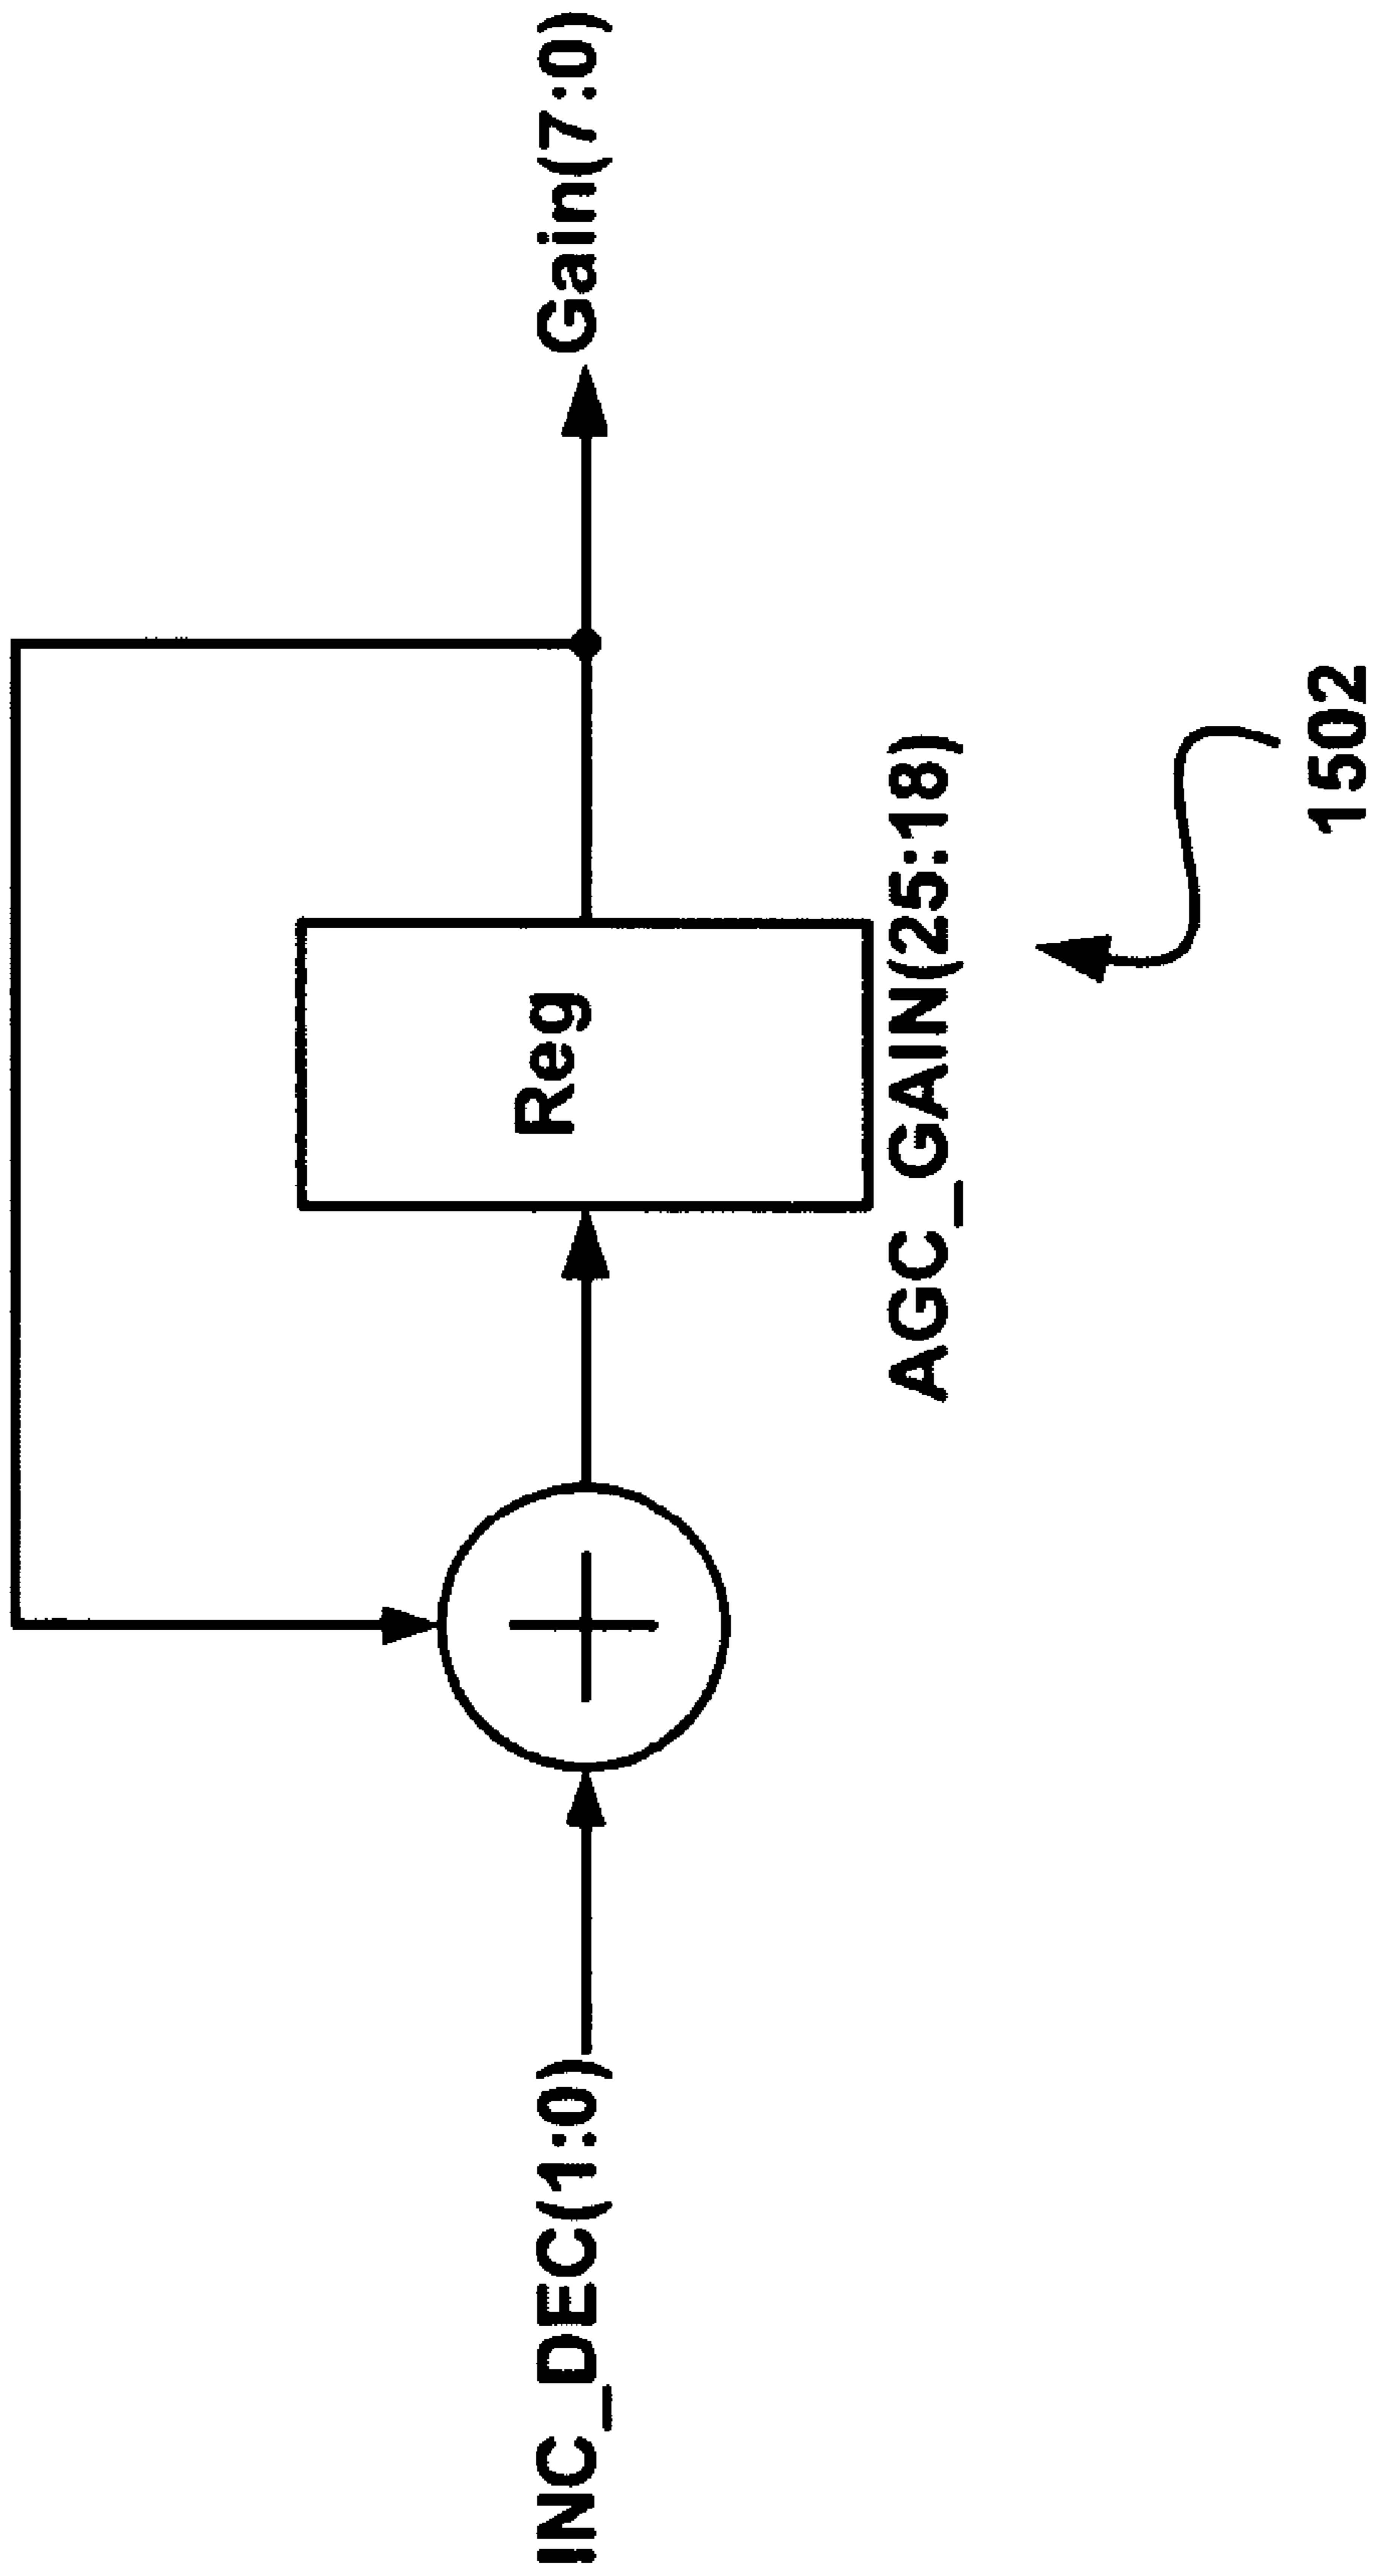 INC_DEC(1:0)
Reg
Gain(7:0)
AGC_GAIN(25:18)
1502